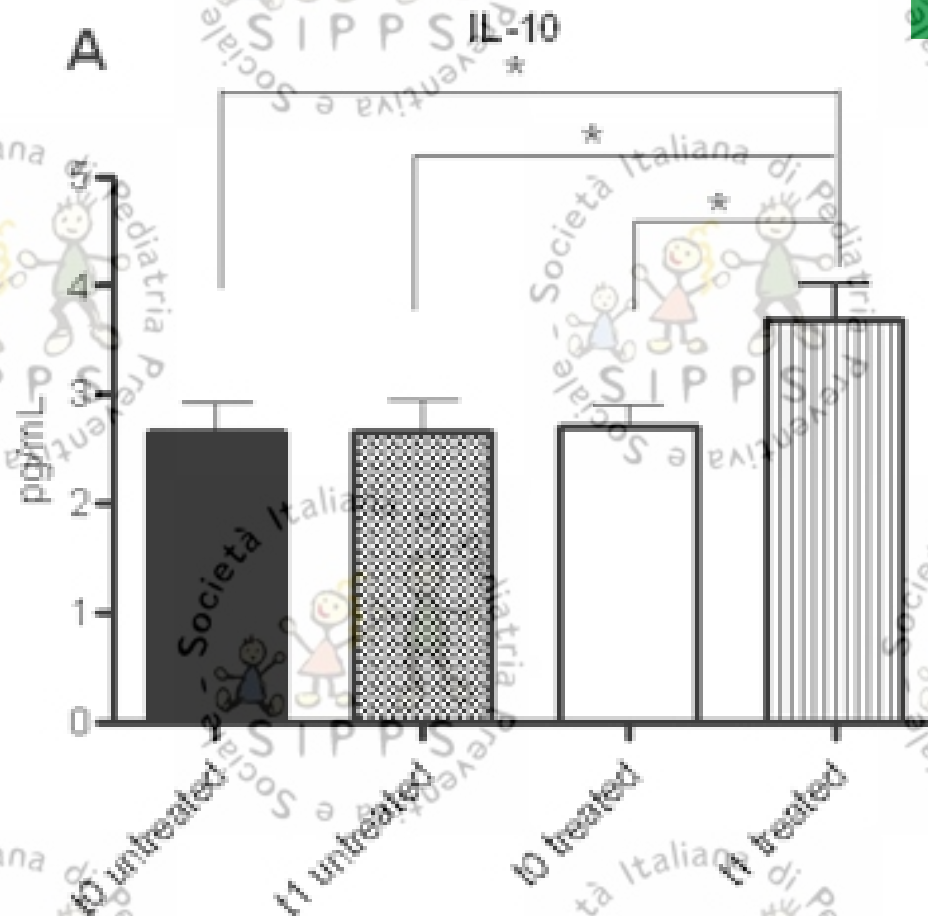 A
IL-10
*
*
*
5
4
3
2
1
0
pg/mL
t0 untreated
t1 untreated
t0 treated
t1 treated
Società Italiana di Pediatria Preventiva e Sociale -
SIPPS